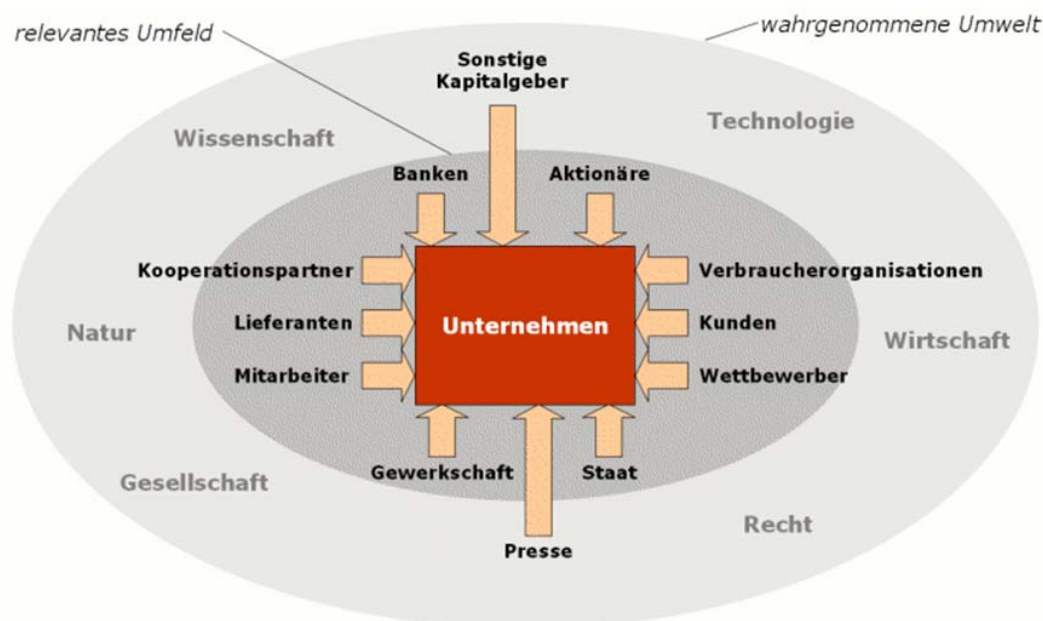 relevantes Umfeld
wahrgenommene Umwelt
Sonstige
Kapitalgeber
Wissenschaft
Technologie
Banken
Aktionäre
Kooperationspartner
Verbraucherorganisationen
Natur
Lieferanten
Unternehmen
Kunden
Wirtschaft
Mitarbeiter
Wettbewerber
Gesellschaft
Gewerkschaft
Staat
Recht
Presse